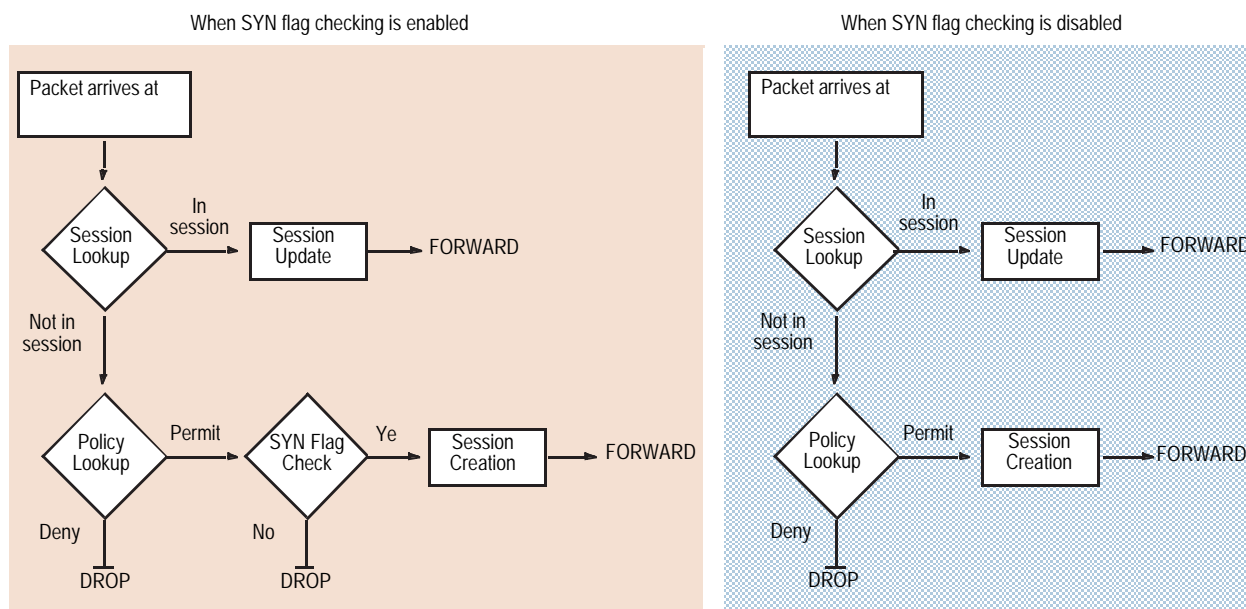 When SYN flag checking is enabled
Packet arrives at
Session
Lookup
In
session
Session
Update
FORWARD
Not in
session
Policy
Lookup
Permit
SYN Flag
Check
Ye
Session
Creation
FORWARD
Deny
DROP
No
DROP
When SYN flag checking is disabled
Packet arrives at
Session
Lookup
In
session
Session
Update
FORWARD
Not in
session
Policy
Lookup
Permit
Session
Creation
FORWARD
Deny
DROP